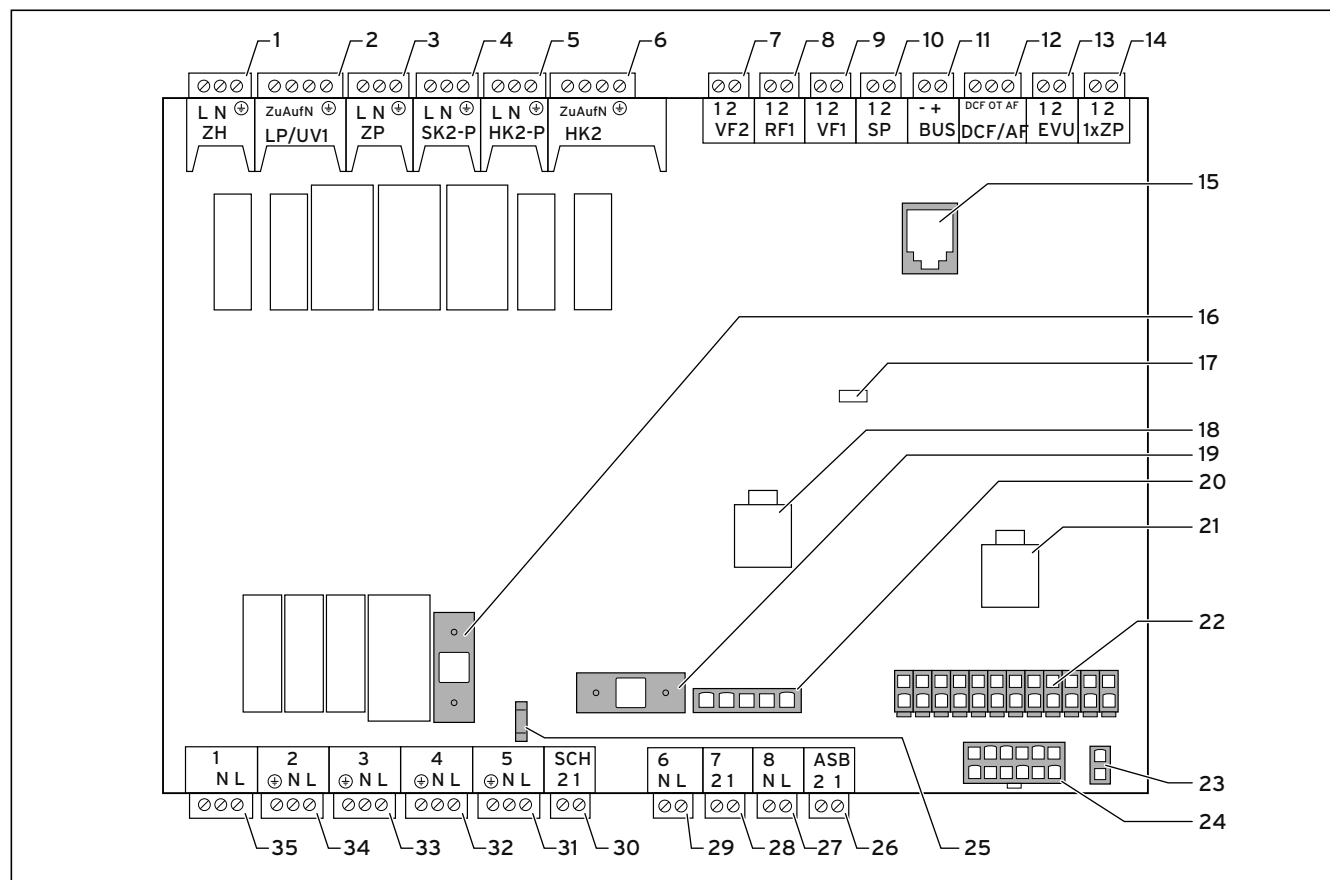 1 2 3 4 5 6 7 8 9 10 11 12 13 14
L N ⏚ ZuAufN ⏚ L N ⏚ L N ⏚ L N ⏚ ZuAufN ⏚ 1 2 1 2 1 2 1 2 - + DCF OT AF 1 2 1 2
ZH LP/UV1 ZP SK2-P HK2-P HK2 VF2 RF1 VF1 SP BUS DCF/AF EVU 1xZP
15
16
17
18
19
20
21
22
1 2 3 4 5 SCH 6 7 8 ASB
N L ⏚ N L ⏚ N L ⏚ N L ⏚ N L 2 1 N L 2 1 N L 2 1
23
24
35 34 33 32 31 30 29 28 27 26 25